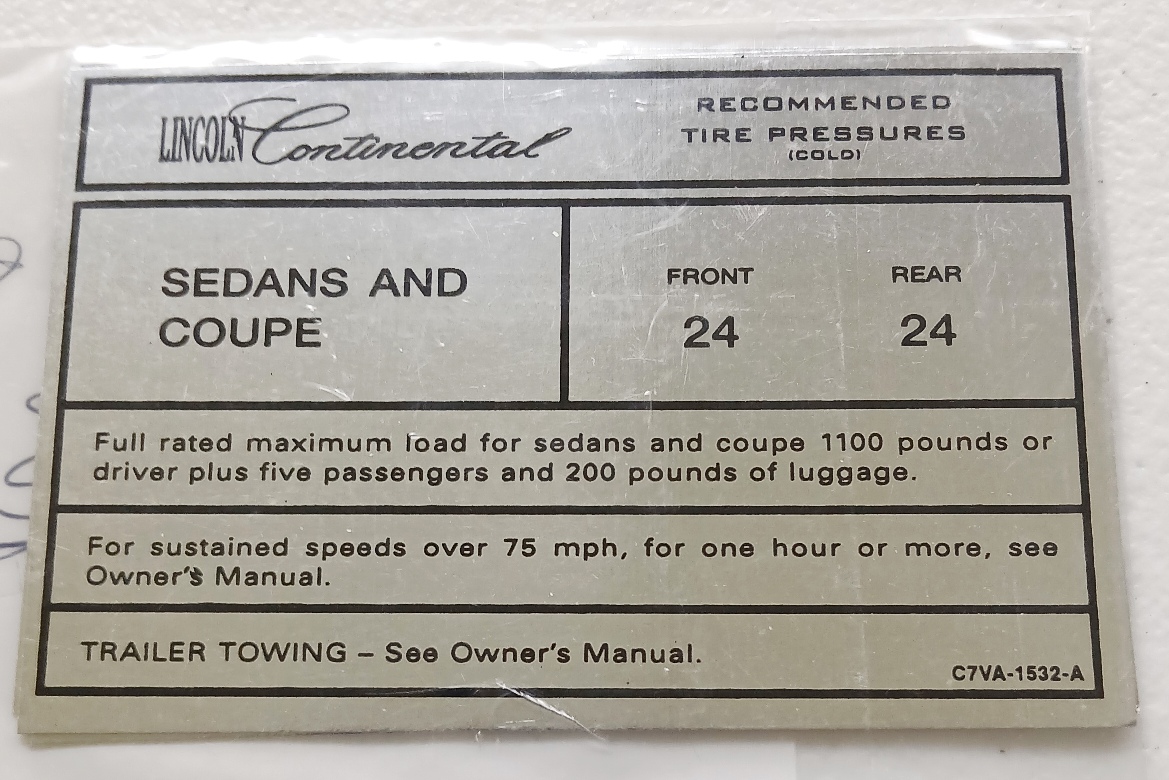 LINCOLN Continental
RECOMMENDED
TIRE PRESSURES
(COLD)
SEDANS AND
COUPE
FRONT
24
REAR
24
Full rated maximum load for sedans and coupe 1100 pounds or
driver plus five passengers and 200 pounds of luggage.
For sustained speeds over 75 mph, for one hour or more, see
Owner's Manual.
TRAILER TOWING – See Owner's Manual.
C7VA-1532-A